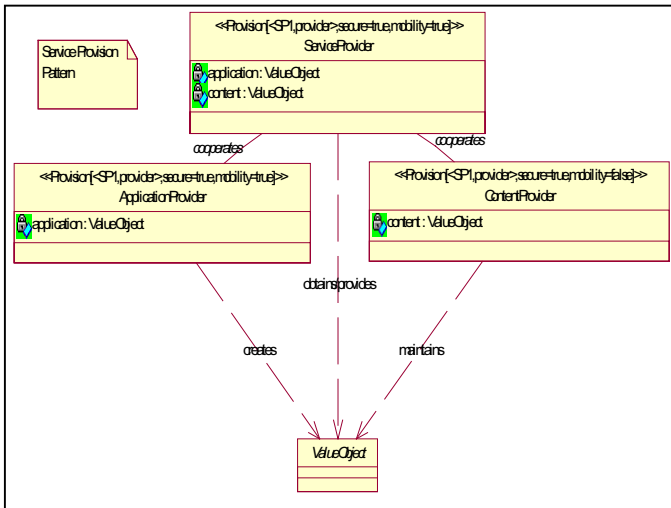 <<Provision[<SP1,provider>,secure=true,mobility=true]>>
ServiceProvider
Service Provision
Pattern
application : ValueObject
content : ValueObject
cooperates
cooperates
<<Provision[<SP1,provider>,secure=true,mobility=true]>>
ApplicationProvider
application : ValueObject
<<Provision[<SP1,provider>,secure=true,mobility=false]>>
ContentProvider
content : ValueObject
obtains/provides
creates
maintains
ValueObject